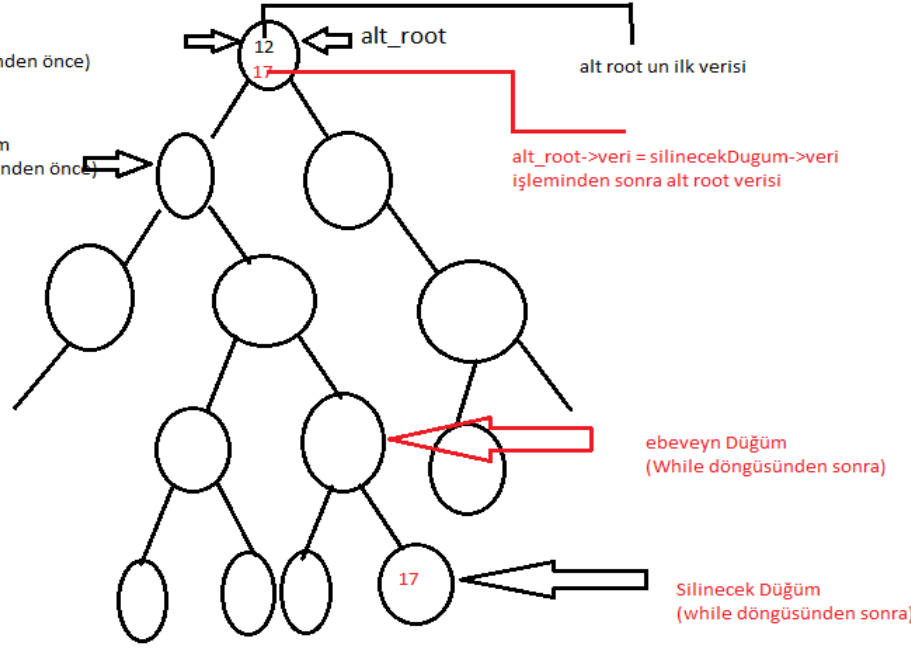 12
17
alt_root
nden önce)
alt root un ilk verisi
m
nden önce)
alt_root->veri = silinecekDugum->veri
işleminden sonra alt root verisi
ebeveyn Düğüm
(While döngüsünden sonra)
17
Silinecek Düğüm
(while döngüsünden sonra)